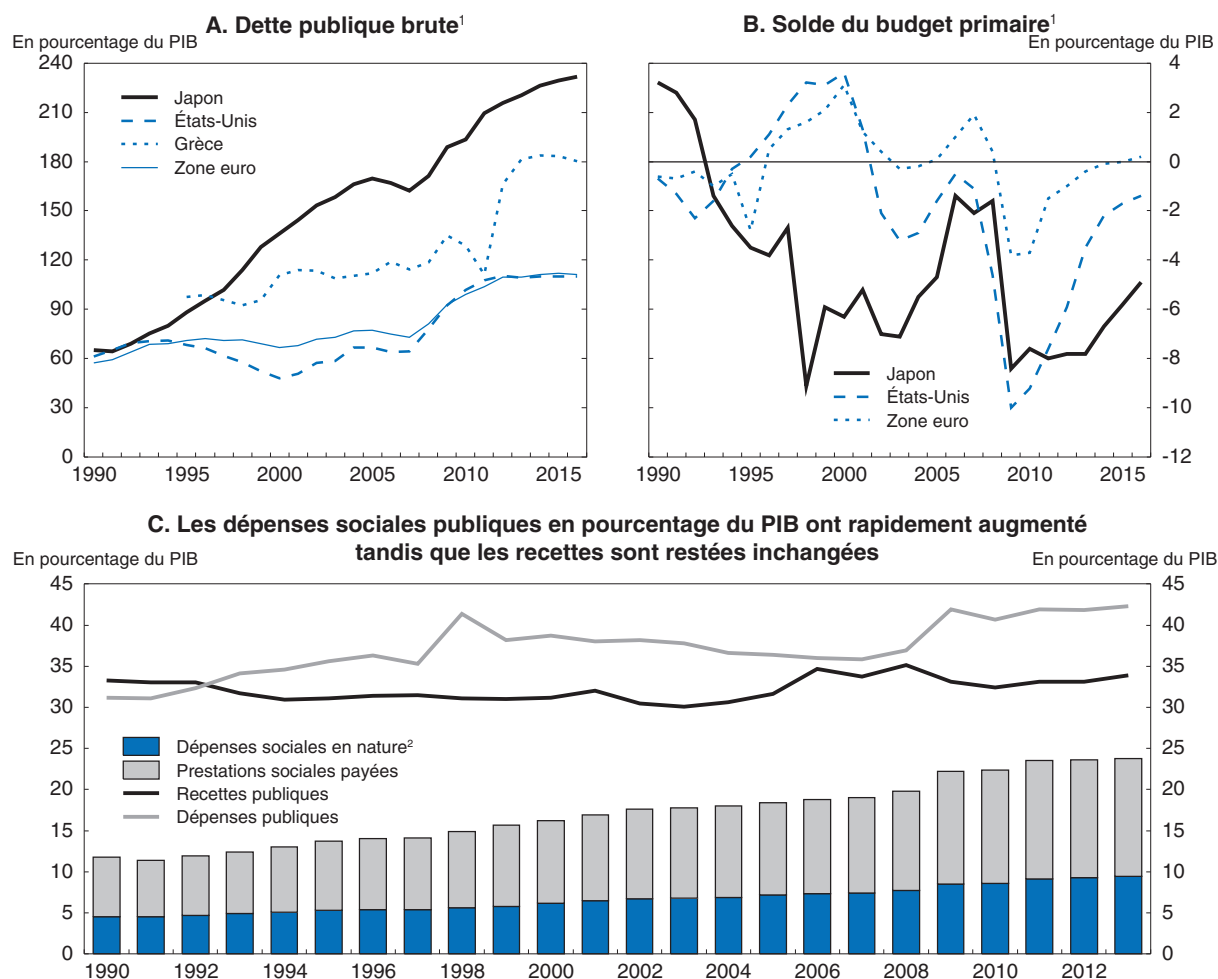 A. Dette publique brute¹
En pourcentage du PIB
240
210
180
150
120
90
60
30
0
Japon
États-Unis
Grèce
Zone euro
1990 1995 2000 2005 2010 2015
B. Solde du budget primaire¹
En pourcentage du PIB
4
2
0
-2
-4
-6
-8
-10
-12
Japon
États-Unis
Zone euro
1990 1995 2000 2005 2010 2015
C. Les dépenses sociales publiques en pourcentage du PIB ont rapidement augmenté
tandis que les recettes sont restées inchangées
En pourcentage du PIB En pourcentage du PIB
45 45
40 40
35 35
30 30
25 25
20 20
15 15
10 10
5 5
0 0
Dépenses sociales en nature²
Prestations sociales payées
Recettes publiques
Dépenses publiques
1990 1992 1994 1996 1998 2000 2002 2004 2006 2008 2010 2012